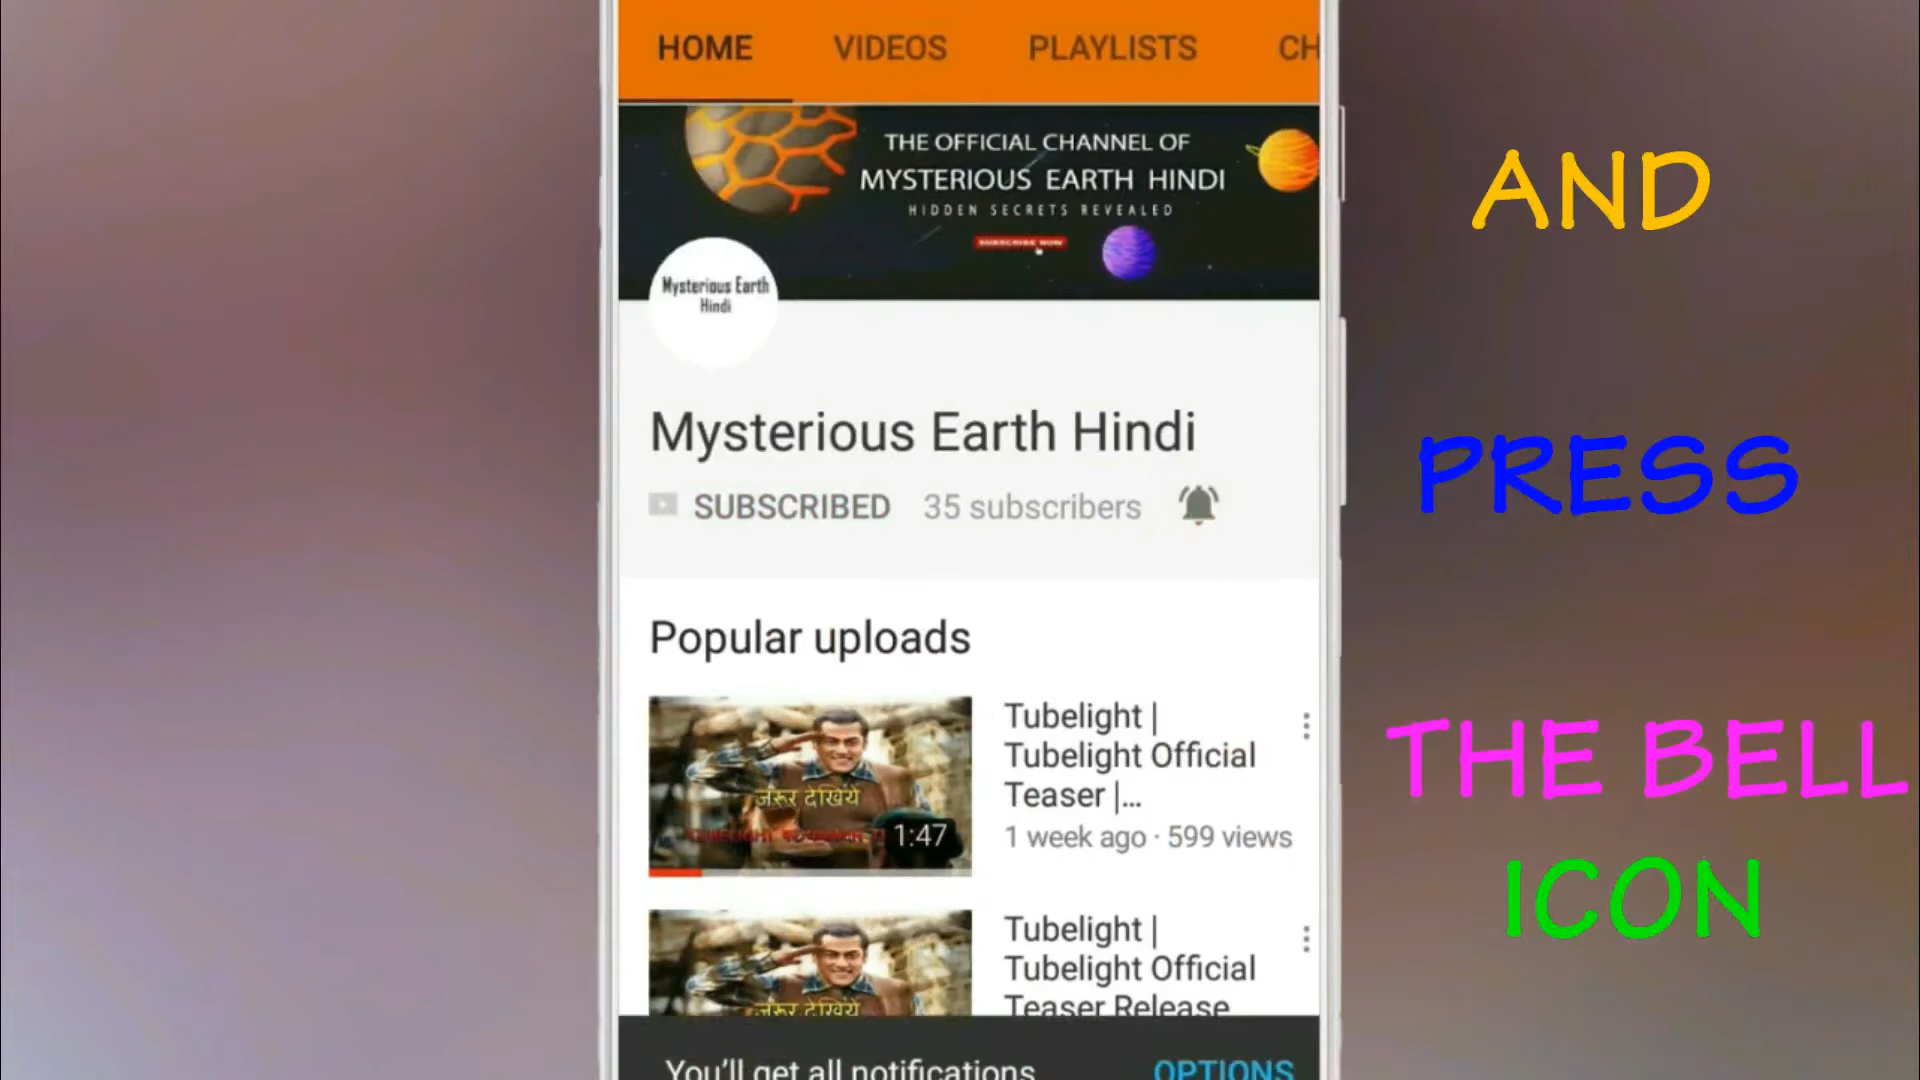 HOME VIDEOS PLAYLISTS CH
THE OFFICIAL CHANNEL OF
MYSTERIOUS EARTH HINDI
HIDDEN SECRETS REVEALED
SUBSCRIBE NOW
Mysterious Earth
Hindi
Mysterious Earth Hindi
SUBSCRIBED 35 subscribers
Popular uploads
Tubelight |
Tubelight Official
Teaser |...
1 week ago · 599 views
जरूर देखिये
1:47
Tubelight |
Tubelight Official
Teaser Release
जरूर देखिये
You'll get all notifications OPTIONS
AND
PRESS
THE BELL
ICON